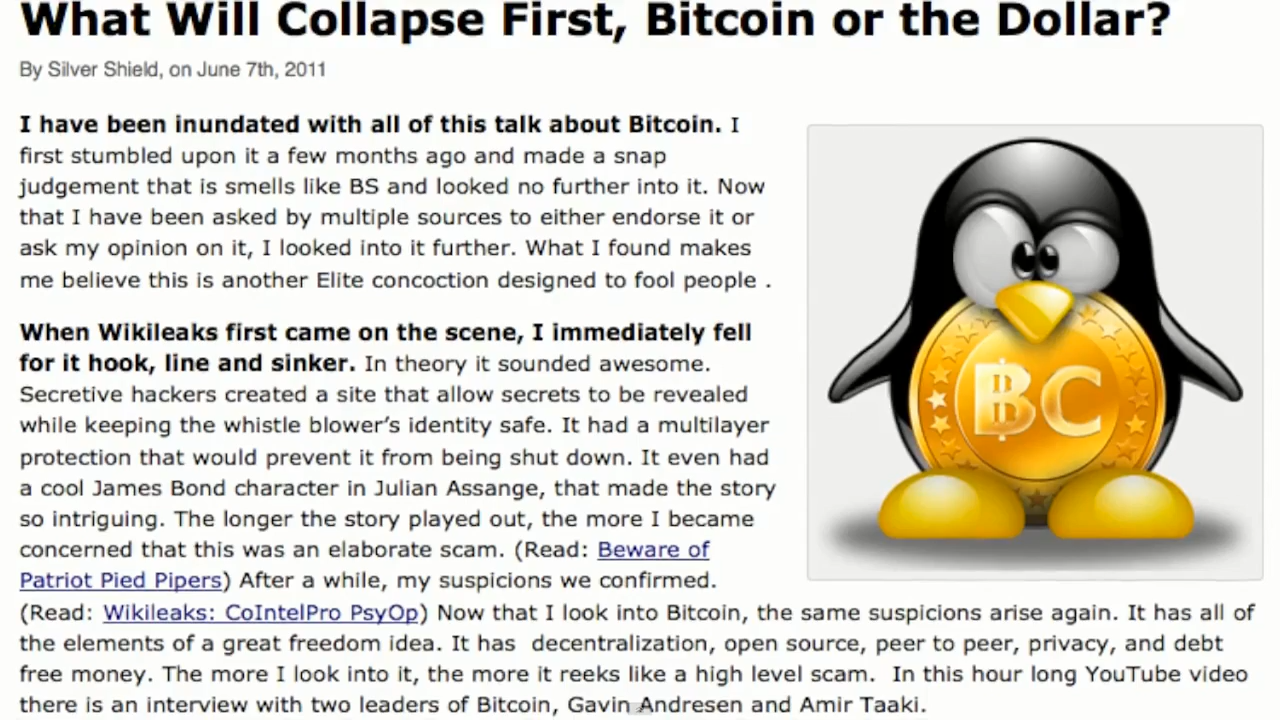 What Will Collapse First, Bitcoin or the Dollar?
By Silver Shield, on June 7th, 2011
I have been inundated with all of this talk about Bitcoin. I
first stumbled upon it a few months ago and made a snap
judgement that is smells like BS and looked no further into it. Now
that I have been asked by multiple sources to either endorse it or
ask my opinion on it, I looked into it further. What I found makes
me believe this is another Elite concoction designed to fool people .
When Wikileaks first came on the scene, I immediately fell
for it hook, line and sinker. In theory it sounded awesome.
Secretive hackers created a site that allow secrets to be revealed
while keeping the whistle blower’s identity safe. It had a multilayer
protection that would prevent it from being shut down. It even had
a cool James Bond character in Julian Assange, that made the story
so intriguing. The longer the story played out, the more I became
concerned that this was an elaborate scam. (Read: Beware of
Patriot Pied Pipers) After a while, my suspicions we confirmed.
(Read: Wikileaks: CoIntelPro PsyOp) Now that I look into Bitcoin, the same suspicions arise again. It has all of
the elements of a great freedom idea. It has decentralization, open source, peer to peer, privacy, and debt
free money. The more I look into it, the more it reeks like a high level scam. In this hour long YouTube video
there is an interview with two leaders of Bitcoin, Gavin Andresen and Amir Taaki.
BC